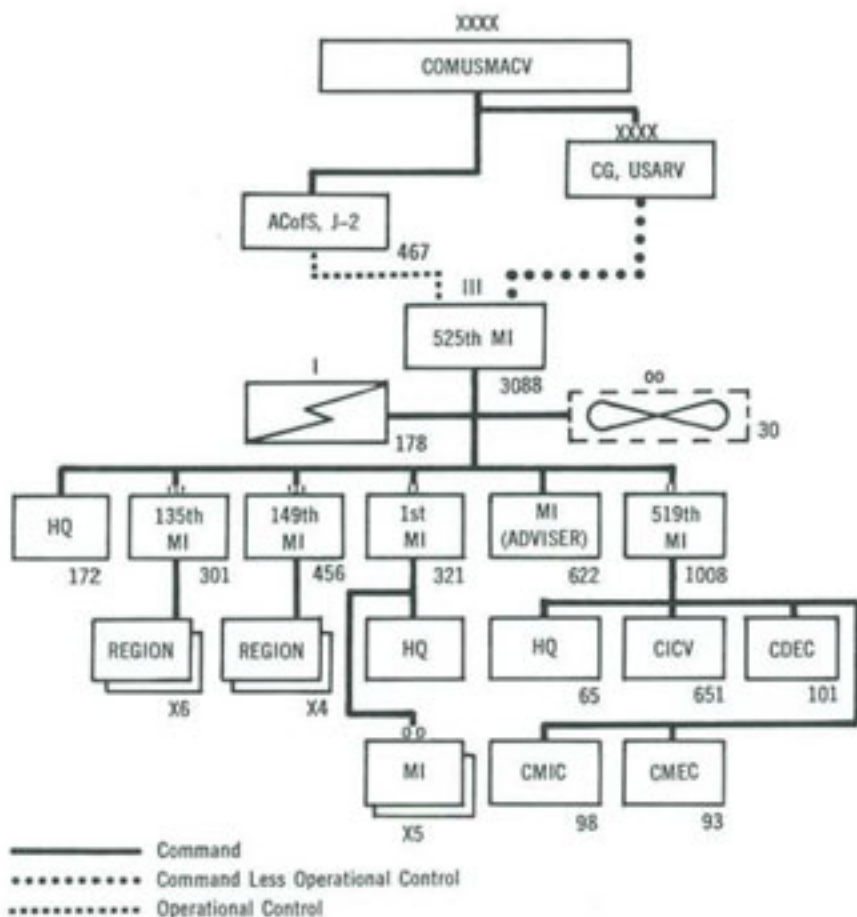 XXXX
COMUSMACV
XXXX
CG, USARV
ACofS, J-2
467
III
525th MI
3088
I
178
oo
30
HQ
172
135th
MI
301
149th
MI
456
1st
MI
321
MI
(ADVISER)
622
519th
MI
1008
REGION
X6
REGION
X4
HQ
HQ
65
CICV
651
CDEC
101
MI
X5
CMIC
98
CMEC
93
Command
Command Less Operational Control
Operational Control